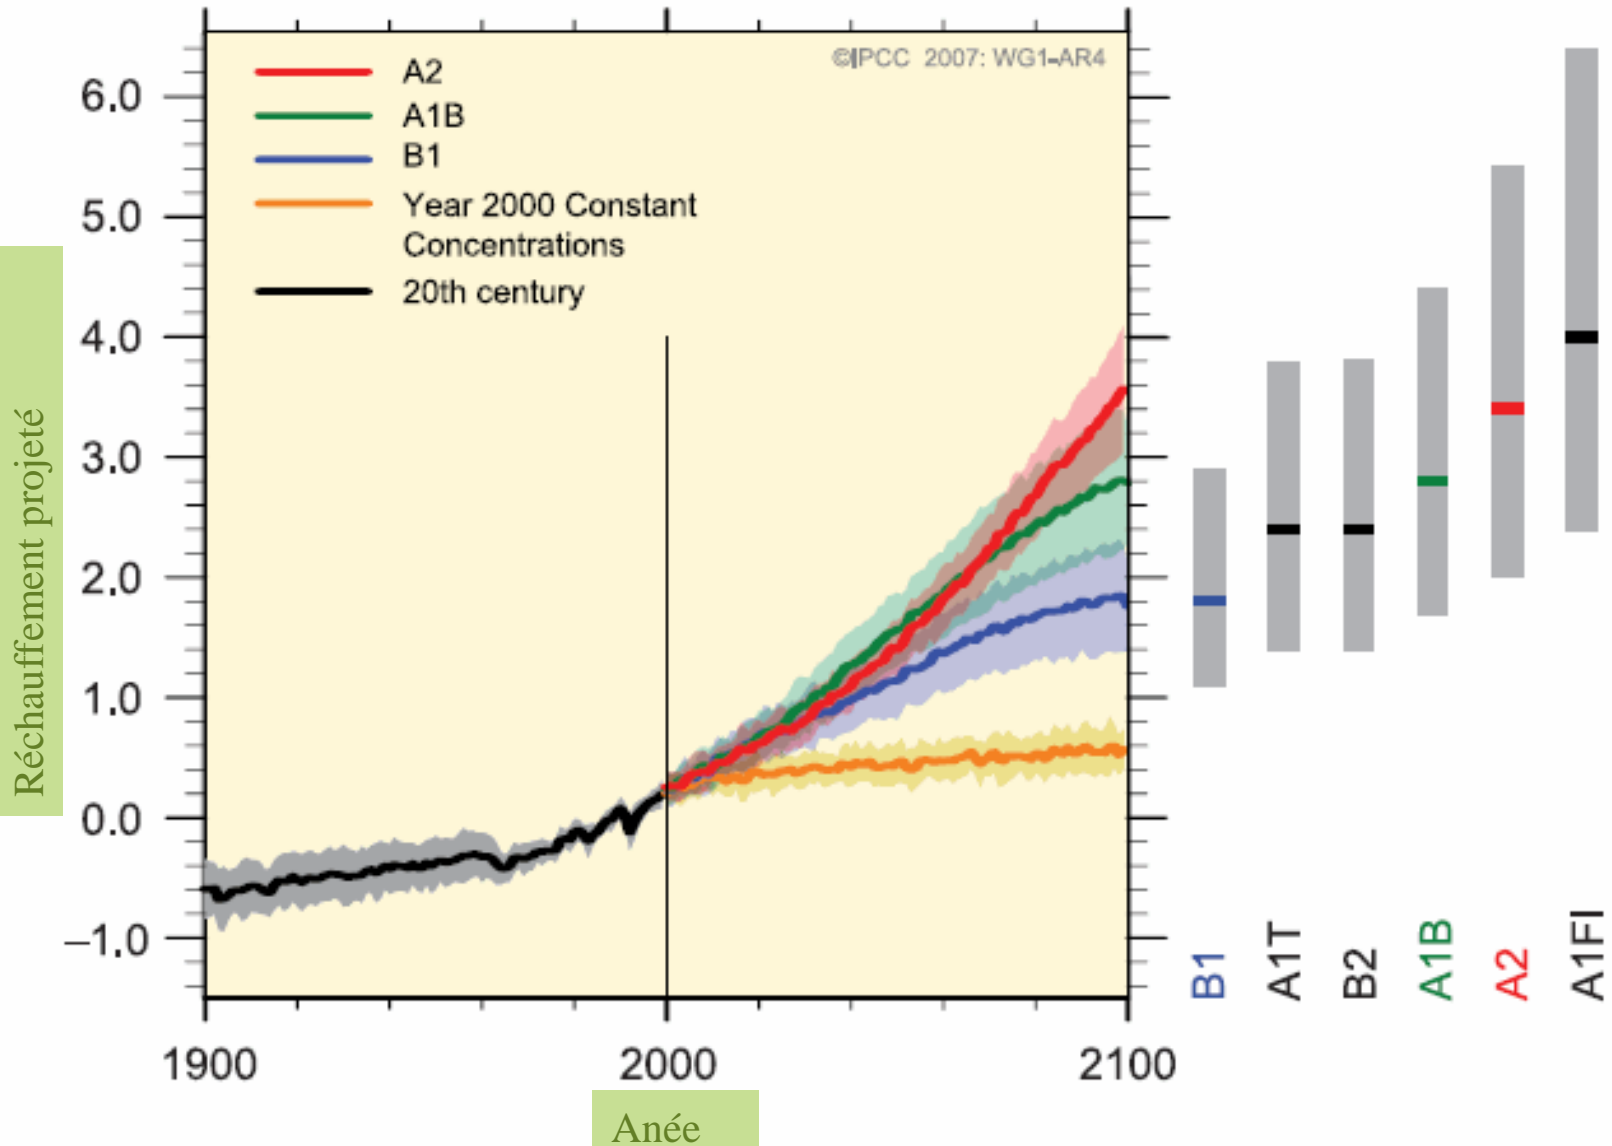 ©IPCC 2007: WG1-AR4
A2
A1B
B1
Year 2000 Constant
Concentrations
20th century
6.0
5.0
4.0
3.0
2.0
1.0
0.0
−1.0
Réchauffement projeté
1900
2000
2100
Anée
B1
A1T
B2
A1B
A2
A1FI